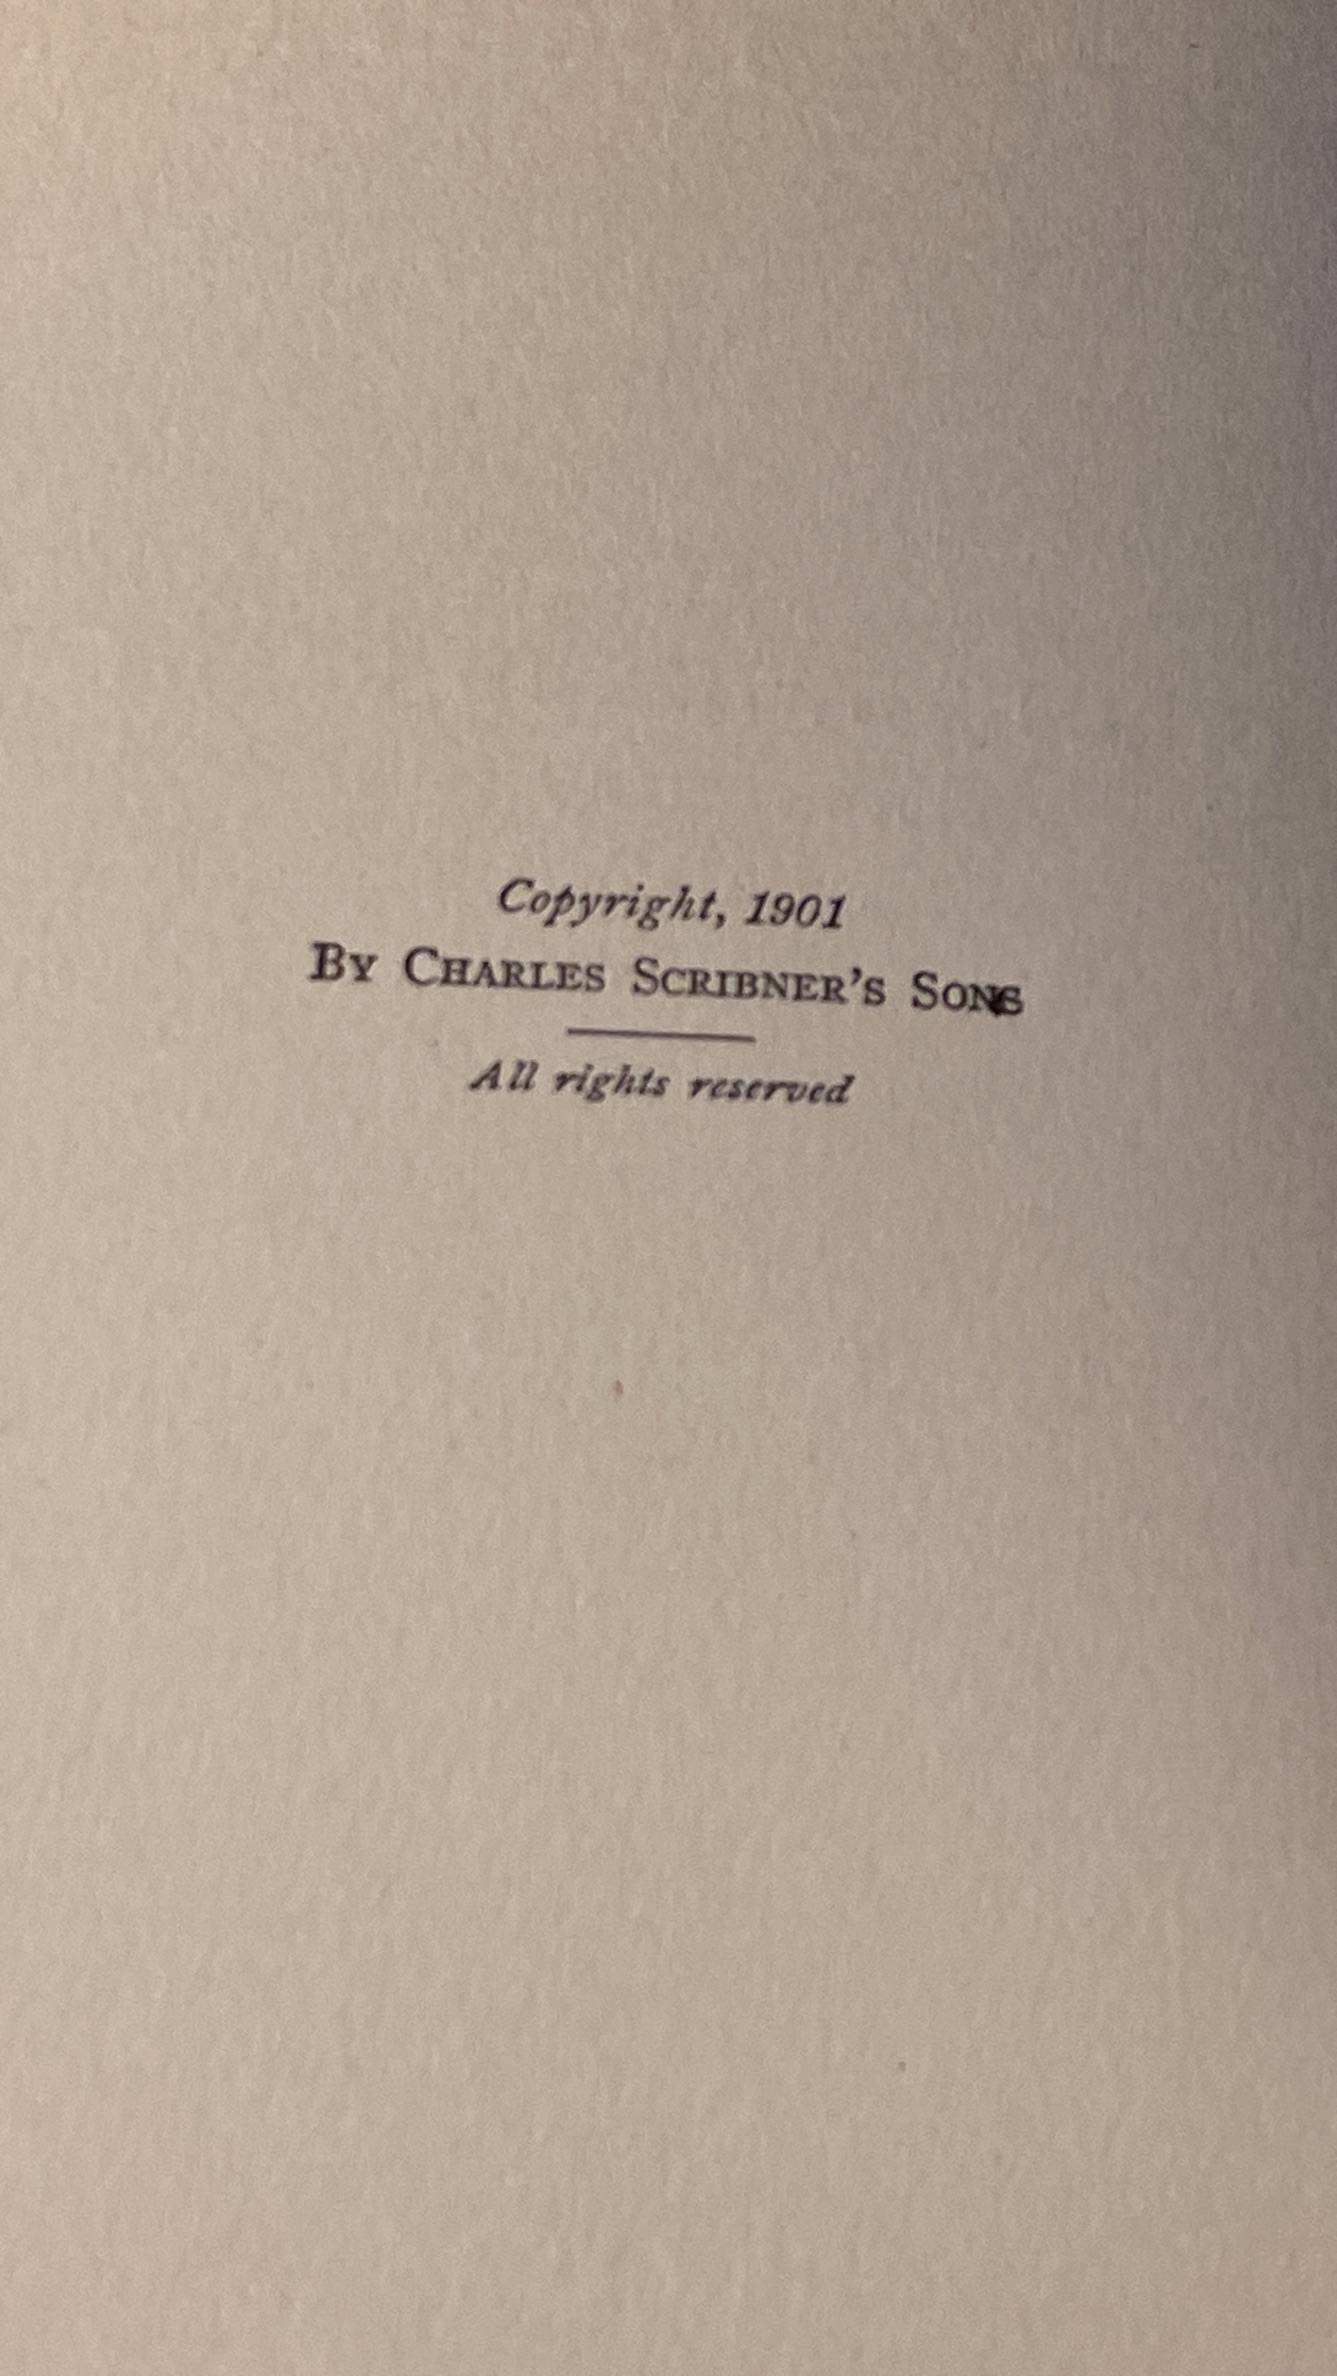 Copyright, 1901
By Charles Scribner's Sons
All rights reserved